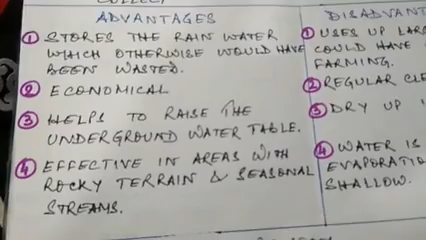 ADVANTAGES
① STORES THE RAIN WATER
WHICH OTHERWISE WOULD HAVE
BEEN WASTED.
② ECONOMICAL
③ HELPS TO RAISE THE
UNDERGROUND WATER TABLE.
④ EFFECTIVE IN AREAS WITH
ROCKY TERRAIN & SEASONAL
STREAMS.
① USES UP
COULD HAVE
FARMING.
② REGULAR
③ DRY UP
④ WATER IS
SHALLOW.